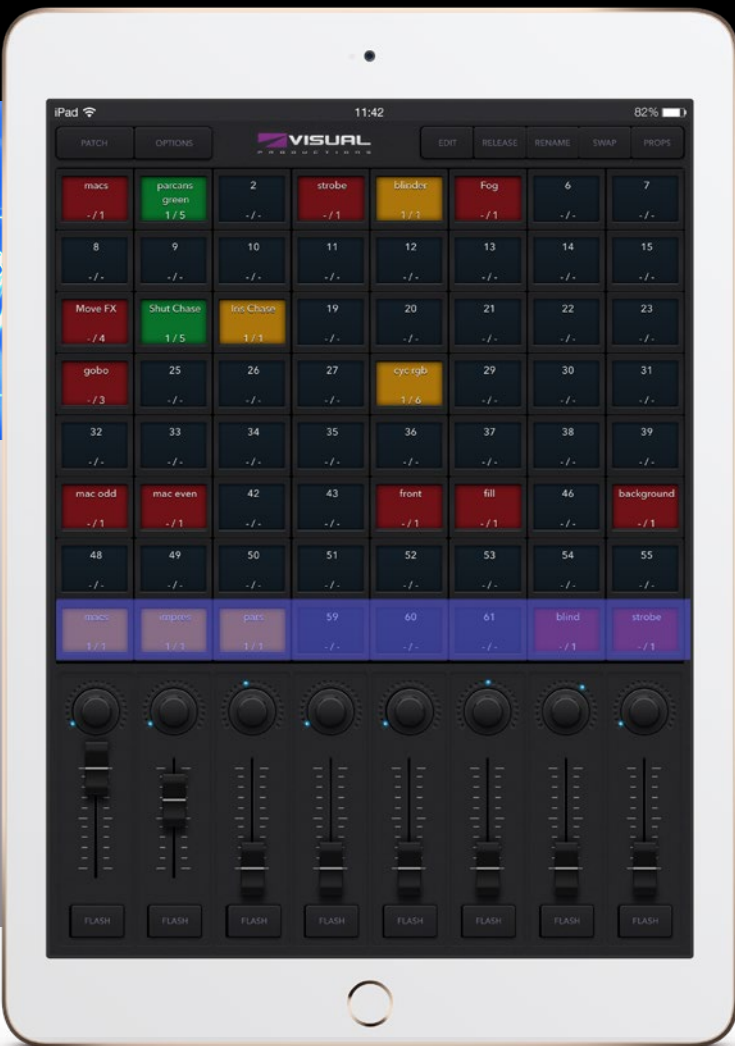 iPad 11:42 82%
PATCH OPTIONS VISUAL EDIT RELEASE RENAME SWAP PROPS
PRODUCTIONS
macs parcans 2 strobe blinder Fog 6 7
green
- / 1 1 / 5 - / - - / 1 1 / 1 - / 1 - / - - / -
8 9 10 11 12 13 14 15
- / - - / - - / - - / - - / - - / - - / - - / -
Move FX Shut Chase Iris Chase 19 20 21 22 23
- / 4 1 / 5 1 / 1 - / - - / - - / - - / - - / -
gobo 25 26 27 cyc rgb 29 30 31
- / 3 - / - - / - - / - 1 / 6 - / - - / - - / -
32 33 34 35 36 37 38 39
- / - - / - - / - - / - - / - - / - - / - - / -
mac odd mac even 42 43 front fill 46 background
- / 1 - / 1 - / - - / - - / 1 - / 1 - / - - / 1
48 49 50 51 52 53 54 55
- / - - / - - / - - / - - / - - / - - / - - / -
macs impres pars 59 60 61 blind strobe
1 / 1 1 / 1 1 / 1 - / - - / - - / - - / 1 - / 1
FLASH FLASH FLASH FLASH FLASH FLASH FLASH FLASH